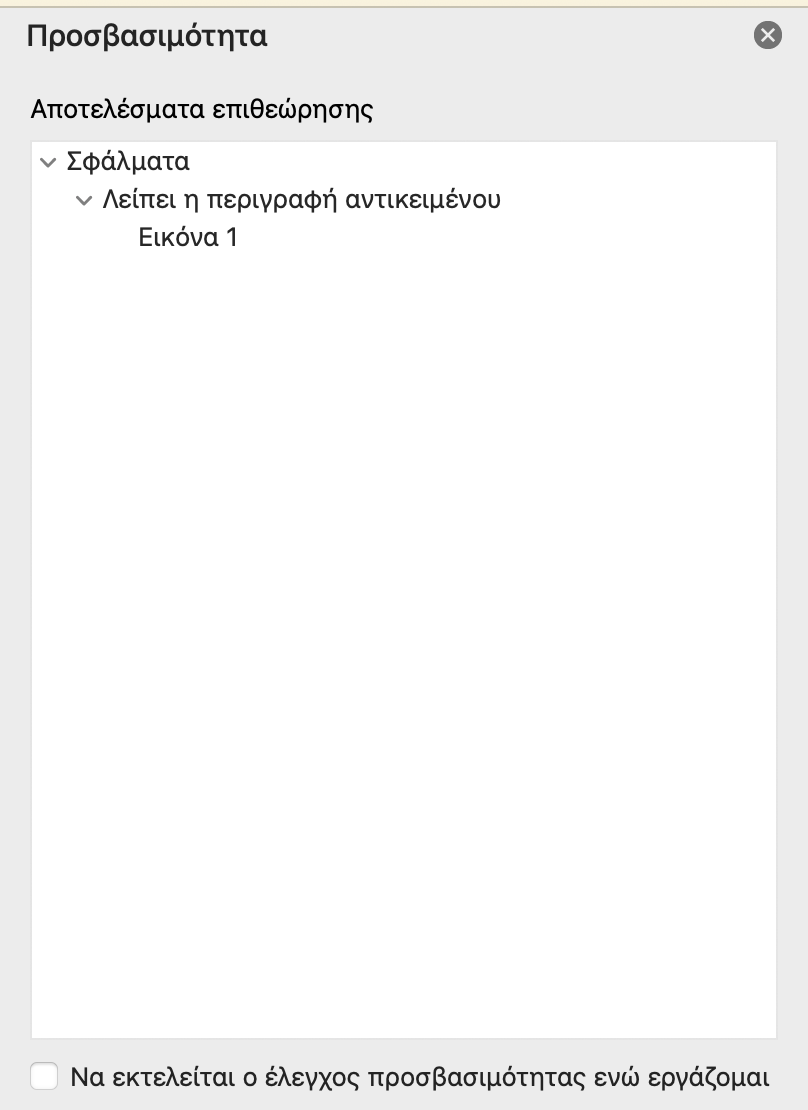 Προσβασιμότητα
Αποτελέσματα επιθεώρησης
Σφάλματα
Λείπει η περιγραφή αντικειμένου
Εικόνα 1
Να εκτελείται ο έλεγχος προσβασιμότητας ενώ εργάζομαι